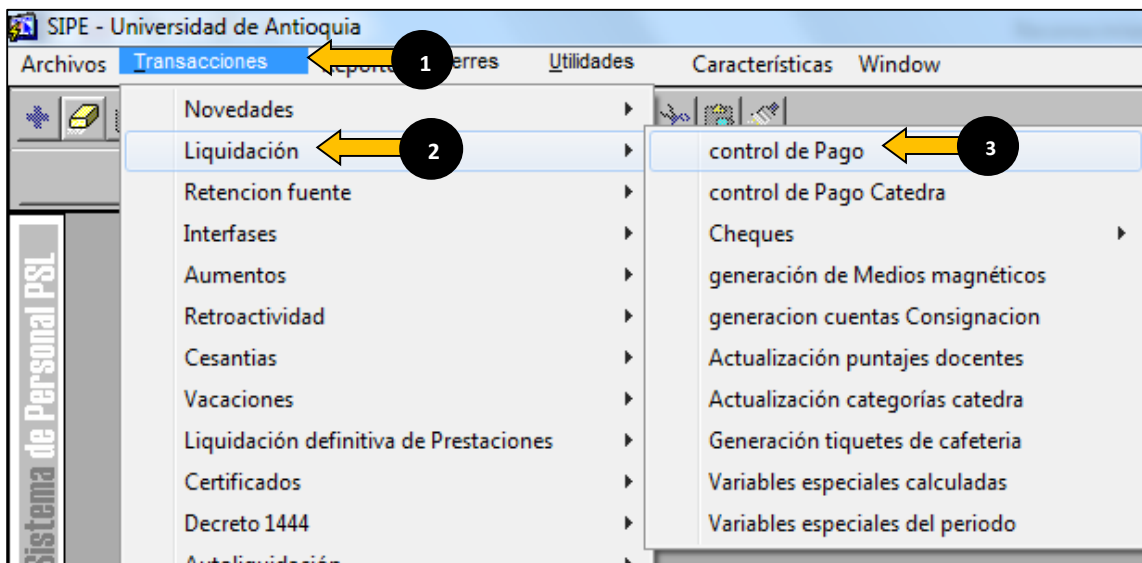 SIPE - Universidad de Antioquia
Archivos Transacciones 1 Utilidades Características Window
Novedades
Liquidación 2
Retencion fuente
Interfases
Aumentos
Retroactividad
Cesantias
Vacaciones
Liquidación definitiva de Prestaciones
Certificados
Decreto 1444
Autoliquidación
control de Pago 3
control de Pago Catedra
Cheques
generación de Medios magnéticos
generacion cuentas Consignacion
Actualización puntajes docentes
Actualización categorías catedra
Generación tiquetes de cafeteria
Variables especiales calculadas
Variables especiales del periodo
Sistema de Personal PSL